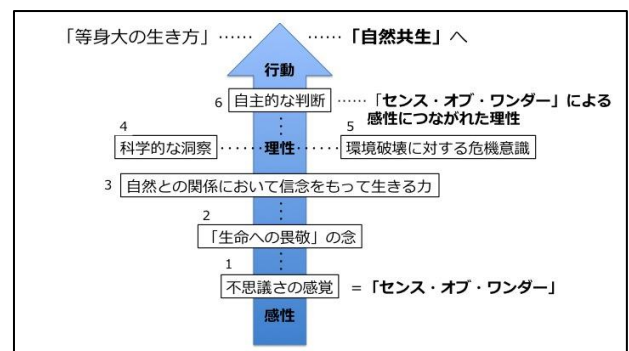 「等身大の生き方」…… ……「自然共生」へ
行動
6 自主的な判断 ……「センス・オブ・ワンダー」による
感性につながれた理性
4 5
科学的な洞察 ……理性…… 環境破壊に対する危機意識
3 自然との関係において信念をもって生きる力
2
「生命への畏敬」の念
1
不思議さの感覚 =「センス・オブ・ワンダー」
感性